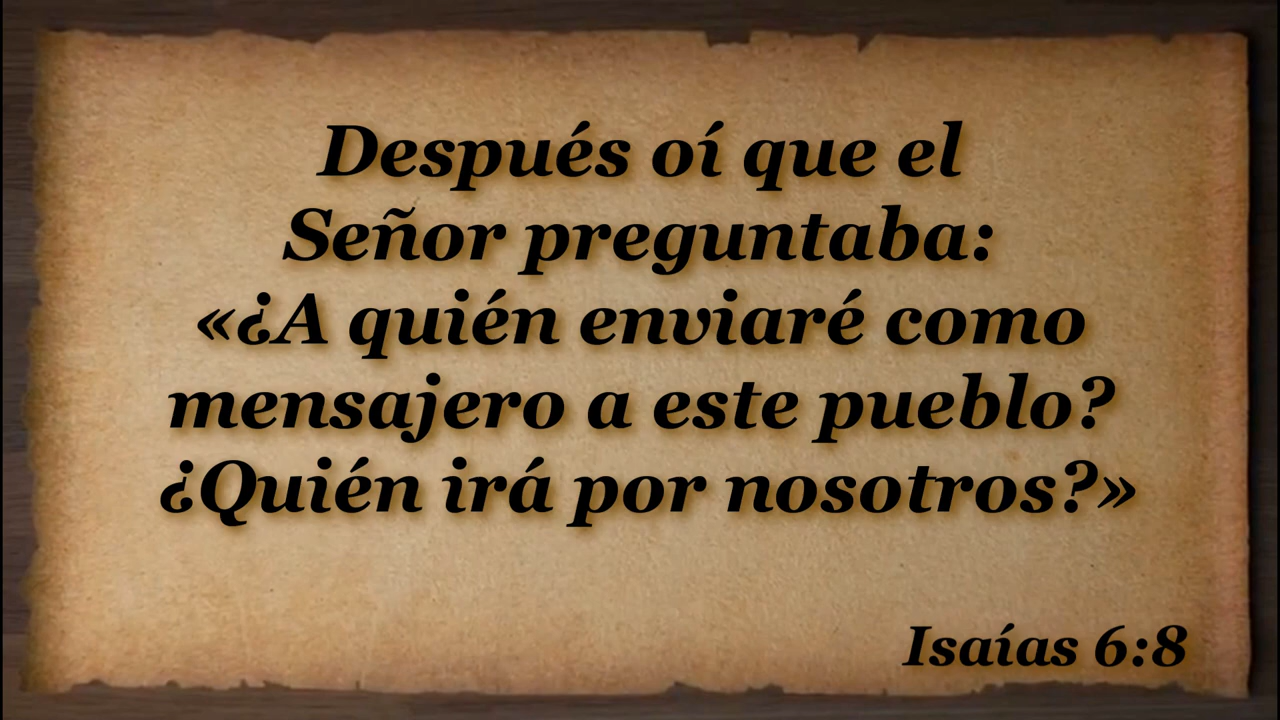 Después oí que el
Señor preguntaba:
«¿A quién enviaré como
mensajero a este pueblo?
¿Quién irá por nosotros?»
Isaías 6:8